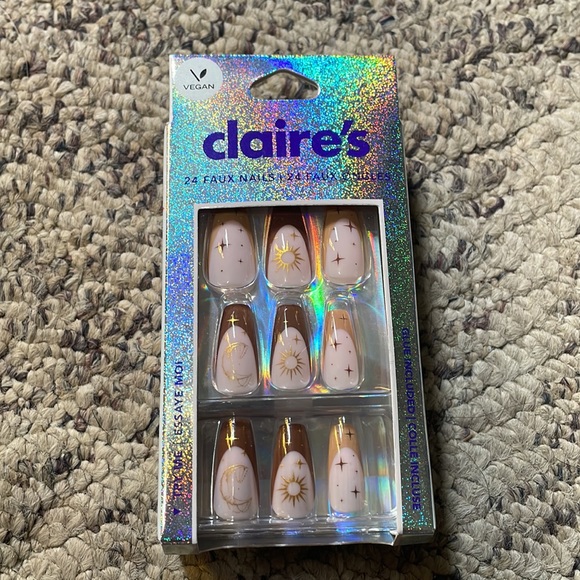 VEGAN
claire's
24 FAUX NAILS | 24 FAUX ONGLES
TRY ME | ESSAYE MOI
GLUE INCLUDED | COLLE INCLUSE